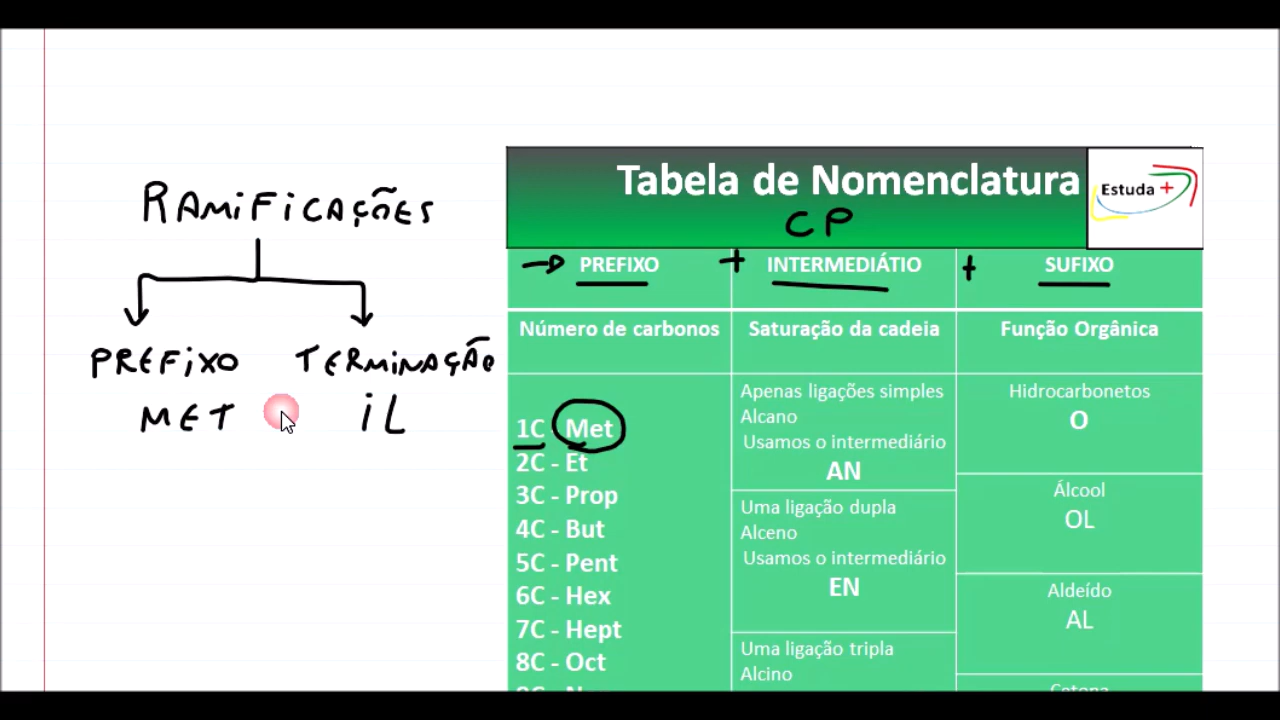 RAMiFiCAÇÕES
PREFiXO TERMiNAÇÃO
MET iL
Tabela de Nomenclatura
Estuda +
CP
PREFIXO + INTERMEDIÁTIO + SUFIXO
Número de carbonos
Saturação da cadeia
Função Orgânica
1C - Met
2C - Et
3C - Prop
4C - But
5C - Pent
6C - Hex
7C - Hept
8C - Oct
Apenas ligações simples
Alcano
Usamos o intermediário
AN
Uma ligação dupla
Alceno
Usamos o intermediário
EN
Uma ligação tripla
Alcino
Hidrocarbonetos
O
Álcool
OL
Aldeído
AL